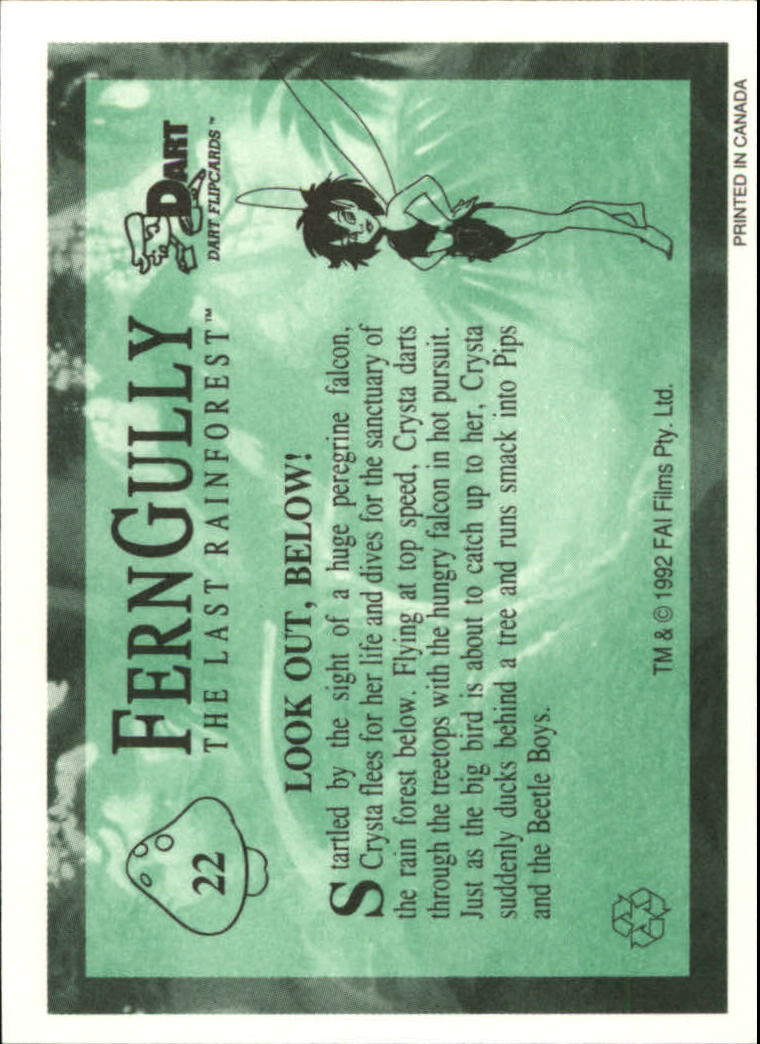 22
FERNGULLY
THE LAST RAINFOREST™
DART
DART FLIPCARDS™
LOOK OUT, BELOW!
Startled by the sight of a huge peregrine falcon,
Crysta flees for her life and dives for the sanctuary of
the rain forest below. Flying at top speed, Crysta darts
through the treetops with the hungry falcon in hot pursuit.
Just as the big bird is about to catch up to her, Crysta
suddenly ducks behind a tree and runs smack into Pips
and the Beetle Boys.
TM & © 1992 FAI Films Pty. Ltd.
PRINTED IN CANADA